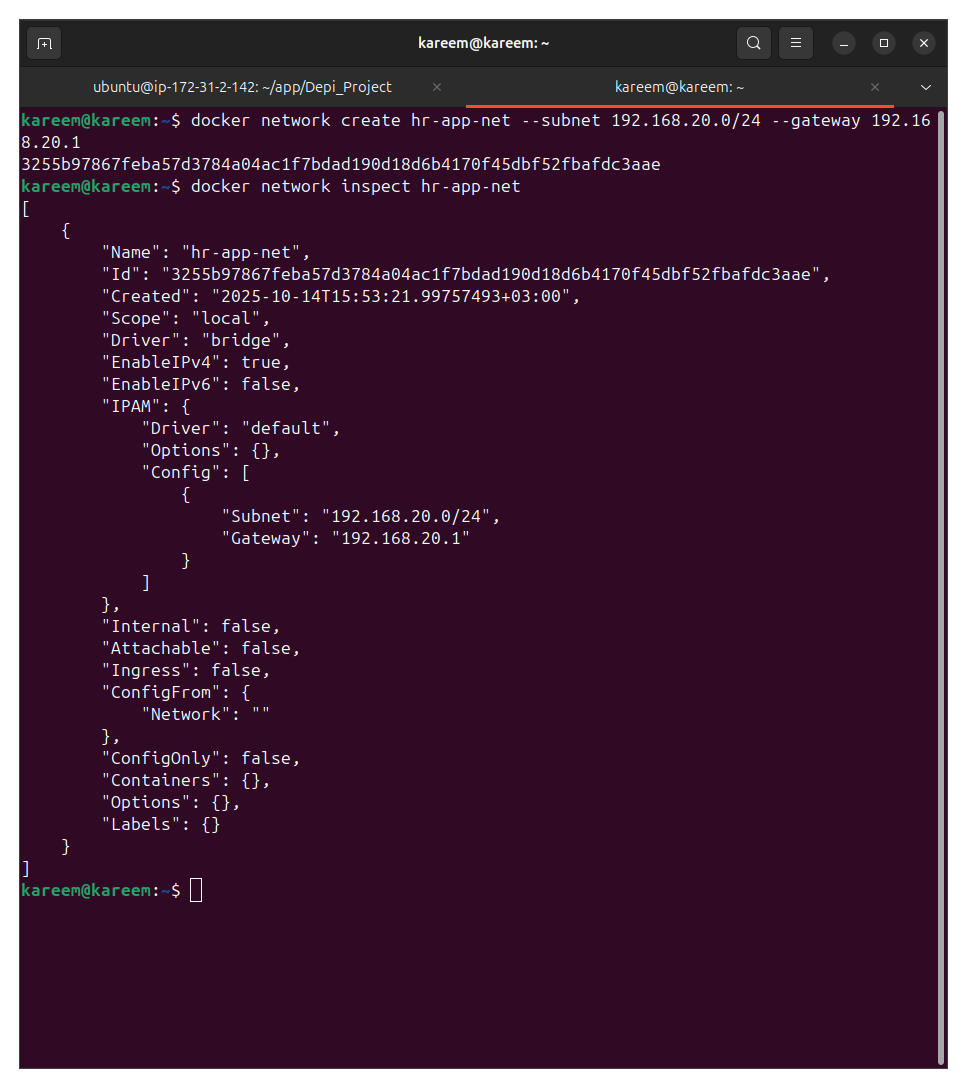 kareem@kareem: ~
ubuntu@ip-172-31-2-142: ~/app/Depi_Project
kareem@kareem: ~
kareem@kareem:~$ docker network create hr-app-net --subnet 192.168.20.0/24 --gateway 192.16
8.20.1
3255b97867feba57d3784a04ac1f7bdad190d18d6b4170f45dbf52fbafdc3aae
kareem@kareem:~$ docker network inspect hr-app-net
[
    {
        "Name": "hr-app-net",
        "Id": "3255b97867feba57d3784a04ac1f7bdad190d18d6b4170f45dbf52fbafdc3aae",
        "Created": "2025-10-14T15:53:21.99757493+03:00",
        "Scope": "local",
        "Driver": "bridge",
        "EnableIPv4": true,
        "EnableIPv6": false,
        "IPAM": {
            "Driver": "default",
            "Options": {},
            "Config": [
                {
                    "Subnet": "192.168.20.0/24",
                    "Gateway": "192.168.20.1"
                }
            ]
        },
        "Internal": false,
        "Attachable": false,
        "Ingress": false,
        "ConfigFrom": {
            "Network": ""
        },
        "ConfigOnly": false,
        "Containers": {},
        "Options": {},
        "Labels": {}
    }
]
kareem@kareem:~$